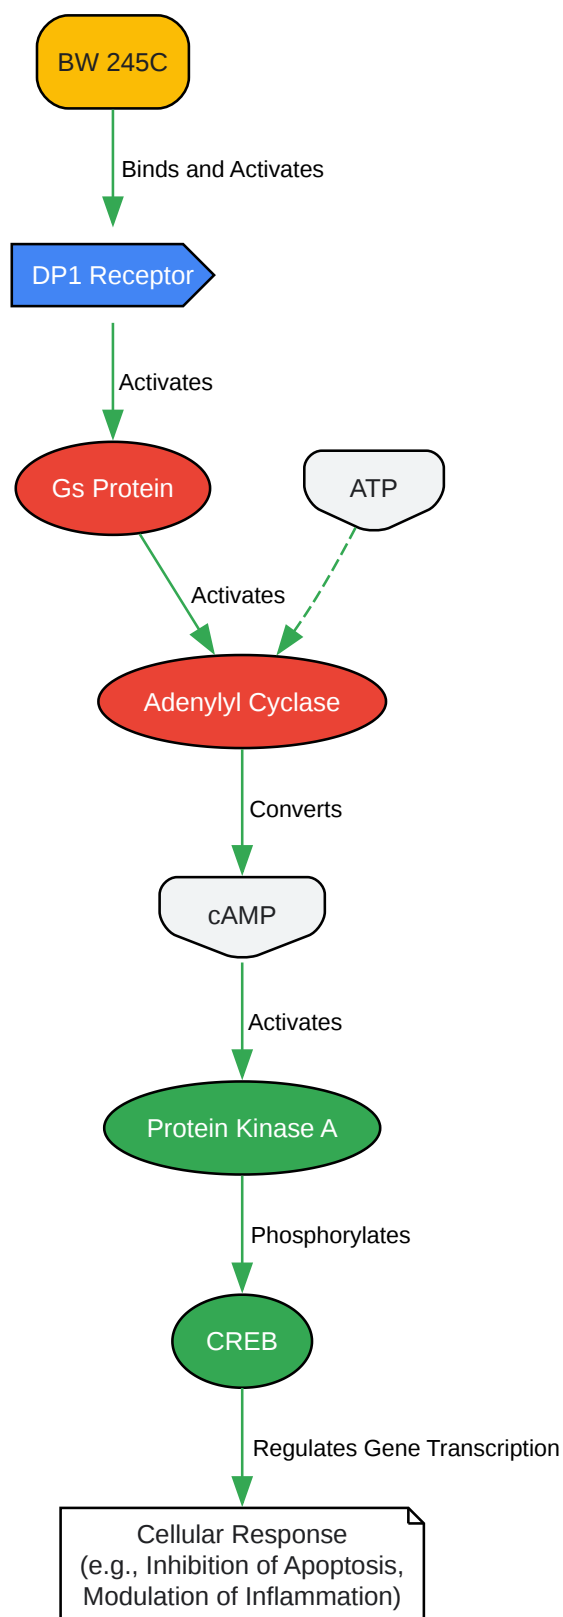 BW 245C
Binds and Activates
DP1 Receptor
Activates
Gs Protein
ATP
Activates
Adenylyl Cyclase
Converts
cAMP
Activates
Protein Kinase A
Phosphorylates
CREB
Regulates Gene Transcription
Cellular Response
(e.g., Inhibition of Apoptosis,
Modulation of Inflammation)